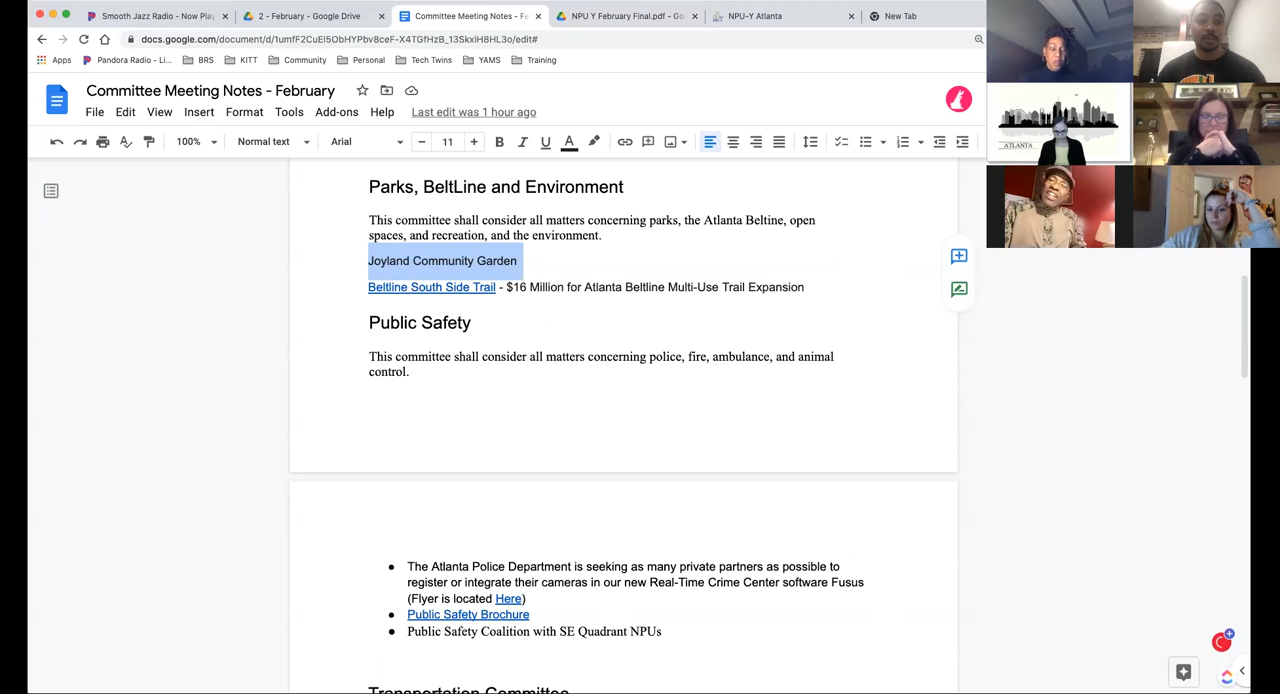 Smooth Jazz Radio - Now Play
2 - February - Google Drive
Committee Meeting Notes - Fe
NPU Y February Final.pdf - Go
NPU-Y Atlanta
New Tab
docs.google.com/document/d/1umfF2CuEl5ObHYPbv8ceF-X4TGfHzB_13SkxiH8HL3o/edit#
Apps
Pandora Radio - Li...
BRS
KITT
Community
Personal
Tech Twins
YAMS
Training
Committee Meeting Notes - February
File Edit View Insert Format Tools Add-ons Help Last edit was 1 hour ago
100% Normal text Arial - 11 + B I U A
ATLANTA
Parks, BeltLine and Environment
This committee shall consider all matters concerning parks, the Atlanta Beltine, open
spaces, and recreation, and the environment.
Joyland Community Garden
Beltline South Side Trail - $16 Million for Atlanta Beltline Multi-Use Trail Expansion
Public Safety
This committee shall consider all matters concerning police, fire, ambulance, and animal
control.
● The Atlanta Police Department is seeking as many private partners as possible to
register or integrate their cameras in our new Real-Time Crime Center software Fusus
(Flyer is located Here)
● Public Safety Brochure
● Public Safety Coalition with SE Quadrant NPUs
Transportation Committee